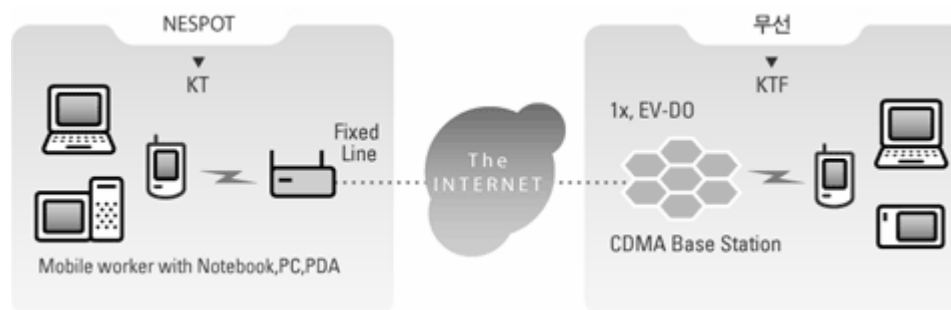 NESPOT
▼
KT
Fixed
Line
Mobile worker with Notebook,PC,PDA
The
INTERNET
무선
▼
KTF
1x, EV-DO
CDMA Base Station